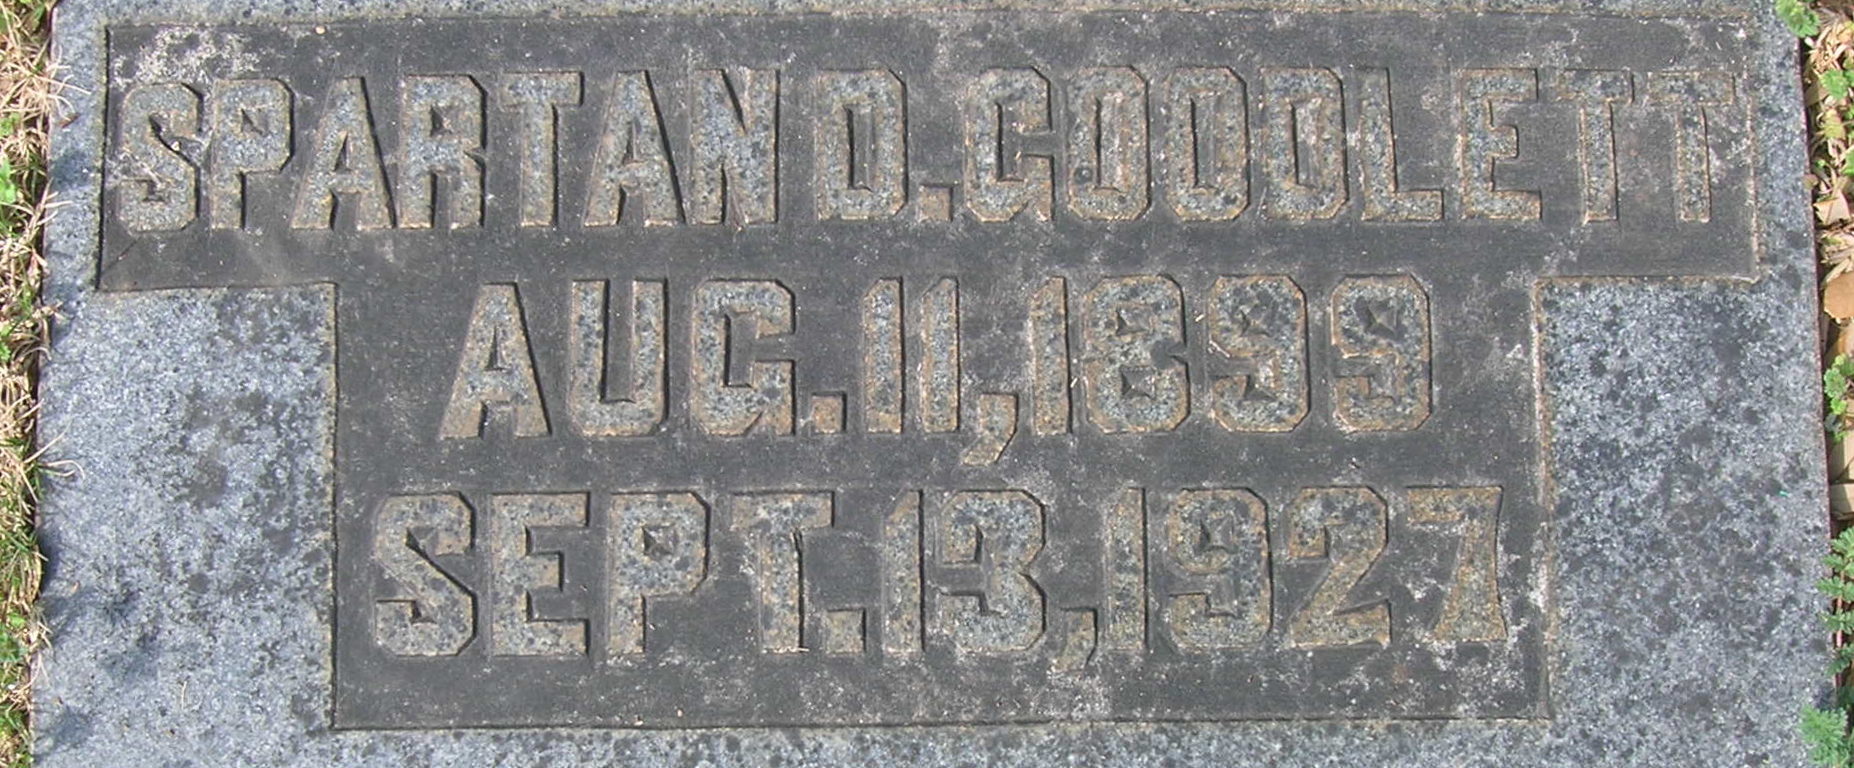 SPARTAN D. GOODLETT
AUG. 11, 1899
SEPT. 13, 1927